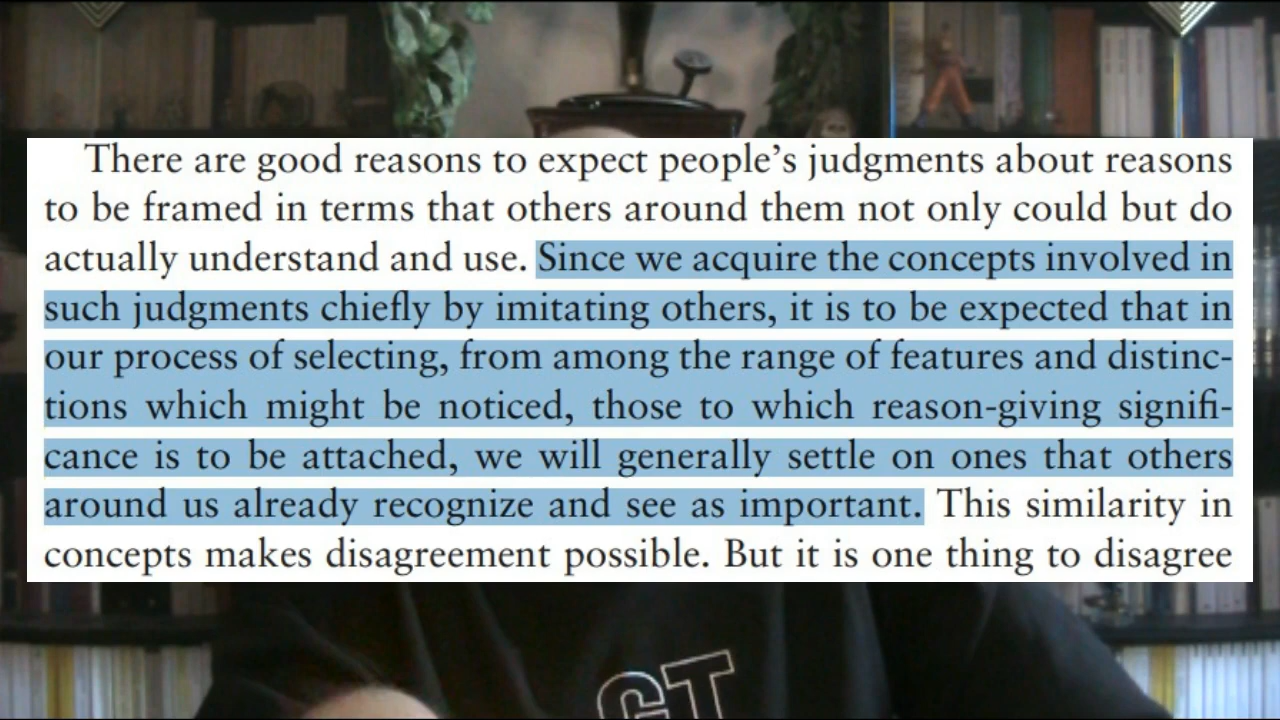 There are good reasons to expect people's judgments about reasons
to be framed in terms that others around them not only could but do
actually understand and use. Since we acquire the concepts involved in
such judgments chiefly by imitating others, it is to be expected that in
our process of selecting, from among the range of features and distinc-
tions which might be noticed, those to which reason-giving signifi-
cance is to be attached, we will generally settle on ones that others
around us already recognize and see as important. This similarity in
concepts makes disagreement possible. But it is one thing to disagree
GT